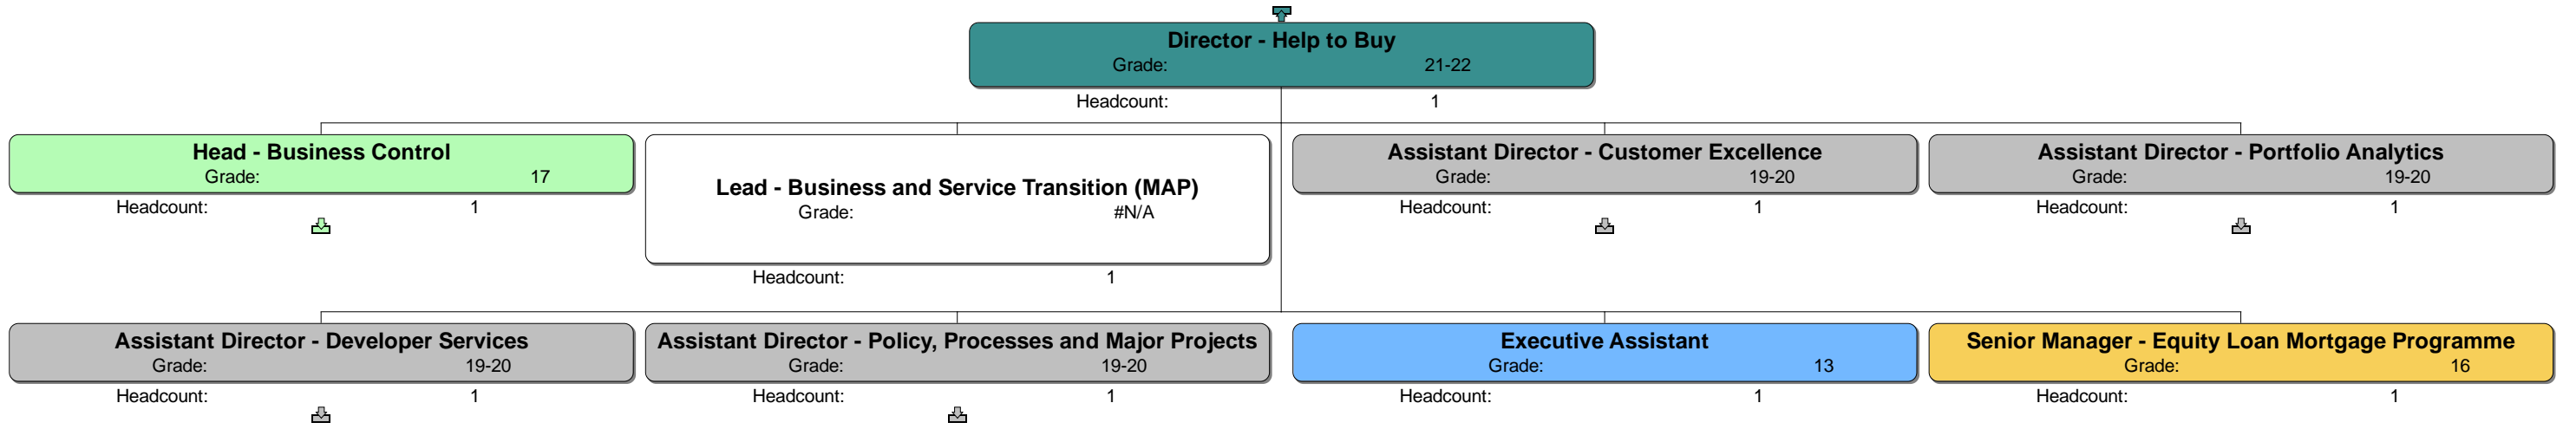 Director - Help to Buy
Grade: 21-22
Headcount: 1
Head - Business Control
Grade: 17
Headcount: 1
Lead - Business and Service Transition (MAP)
Grade: #N/A
Headcount: 1
Assistant Director - Customer Excellence
Grade: 19-20
Headcount: 1
Assistant Director - Portfolio Analytics
Grade: 19-20
Headcount: 1
Assistant Director - Developer Services
Grade: 19-20
Headcount: 1
Assistant Director - Policy, Processes and Major Projects
Grade: 19-20
Headcount: 1
Executive Assistant
Grade: 13
Headcount: 1
Senior Manager - Equity Loan Mortgage Programme
Grade: 16
Headcount: 1